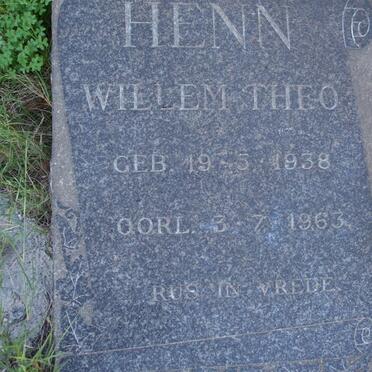 HENN
WILLEM THEO
GEB. 19-5-1938
OORL. 3-7-1963
RUS IN VREDE.